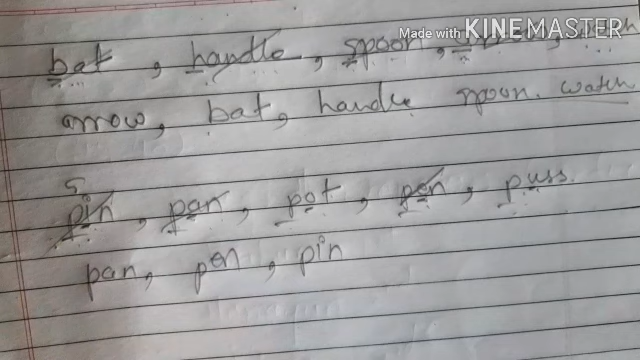 Made with KINEMASTER
bat, handle, spoon,
arrow, bat, handle spoon. watch
5
pin, pan, pot, pen, puss.
pan, pen, pin